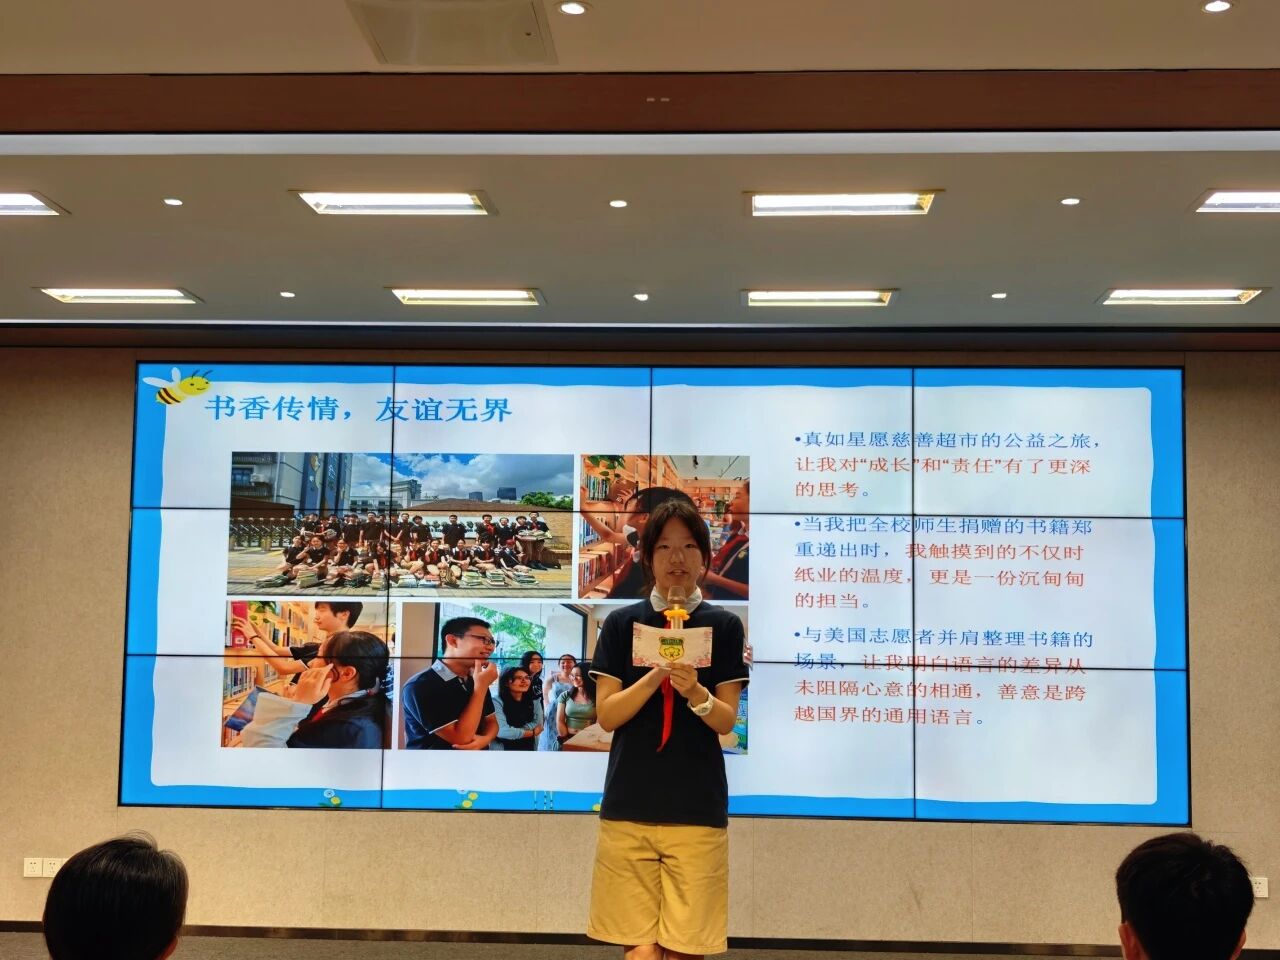 书香传情，友谊无界
•真如星愿慈善超市的公益之旅，
让我对“成长”和“责任”有了更深
的思考。
•当我把全校师生捐赠的书籍郑
重递出时，我触摸到的不仅时
纸业的温度，更是一份沉甸甸
的担当。
•与美国志愿者并肩整理书籍的
场景，让我明白语言的差异从
未阻隔心意的相通，善意是跨
越国界的通用语言。